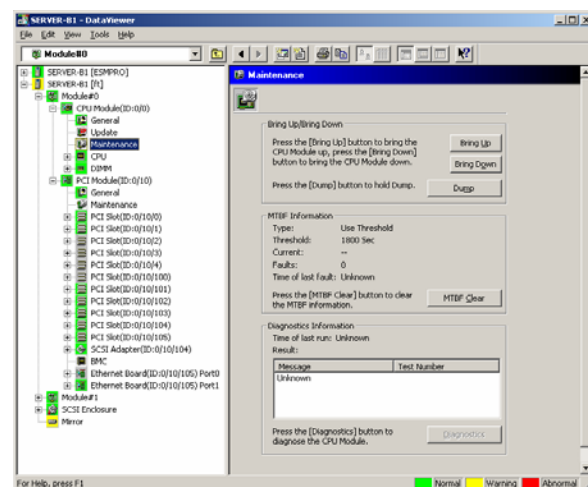 SERVER-B1 - DataViewer
File Edit View Tools Help
Module#0
SERVER-B1 [ESMPRO]
SERVER-B1 [ft]
Module#0
CPU Module(ID:0/0)
General
Update
Maintenance
CPU
DIMM
PCI Module(ID:0/10)
General
Maintenance
PCI Slot(ID:0/10/0)
PCI Slot(ID:0/10/1)
PCI Slot(ID:0/10/2)
PCI Slot(ID:0/10/3)
PCI Slot(ID:0/10/4)
PCI Slot(ID:0/10/100)
PCI Slot(ID:0/10/101)
PCI Slot(ID:0/10/102)
PCI Slot(ID:0/10/103)
PCI Slot(ID:0/10/104)
PCI Slot(ID:0/10/105)
SCSI Adapter(ID:0/10/104)
BMC
Ethernet Board(ID:0/10/105) Port0
Ethernet Board(ID:0/10/105) Port1
Module#1
SCSI Enclosure
Mirror
Maintenance
Bring Up/Bring Down
Press the [Bring Up] button to bring the
CPU Module up, press the [Bring Down]
button to bring the CPU Module down.
Bring Up
Bring Down
Press the [Dump] button to hold Dump.
Dump
MTBF Information
Type: Use Threshold
Threshold: 1800 Sec
Current: --
Faults: 0
Time of last fault: Unknown
Press the [MTBF Clear] button to clear
the MTBF information.
MTBF Clear
Diagnostics Information
Time of last run: Unknown
Result:
Message Test Number
Unknown
Press the [Diagnostics] button to
diagnose the CPU Module.
Diagnostics
For Help, press F1
Normal Warning Abnormal